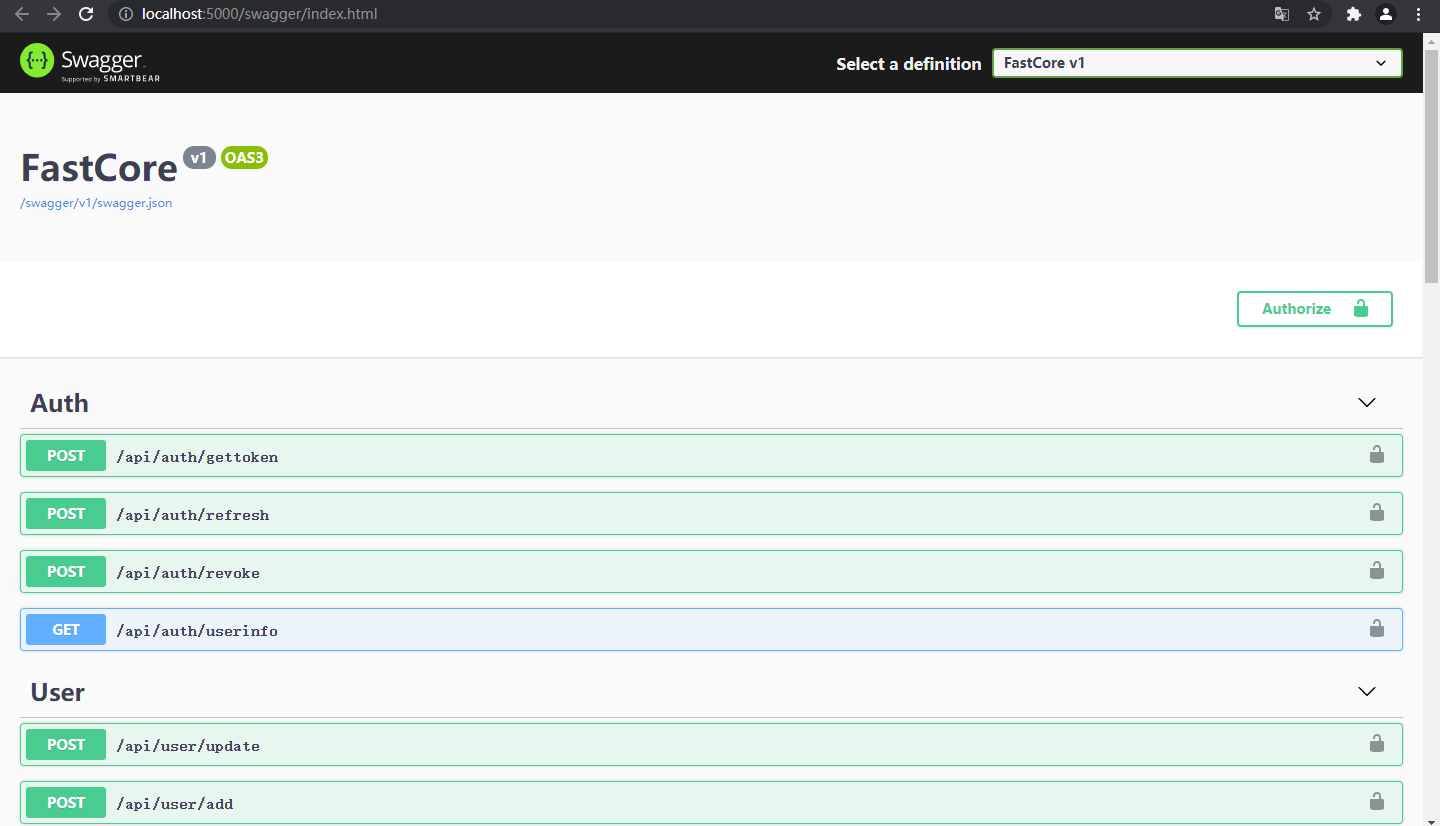 localhost:5000/swagger/index.html
Swagger
Supported by SMARTBEAR
Select a definition
FastCore v1
FastCore v1 OAS3
/swagger/v1/swagger.json
Authorize
Auth
POST /api/auth/gettoken
POST /api/auth/refresh
POST /api/auth/revoke
GET /api/auth/userinfo
User
POST /api/user/update
POST /api/user/add